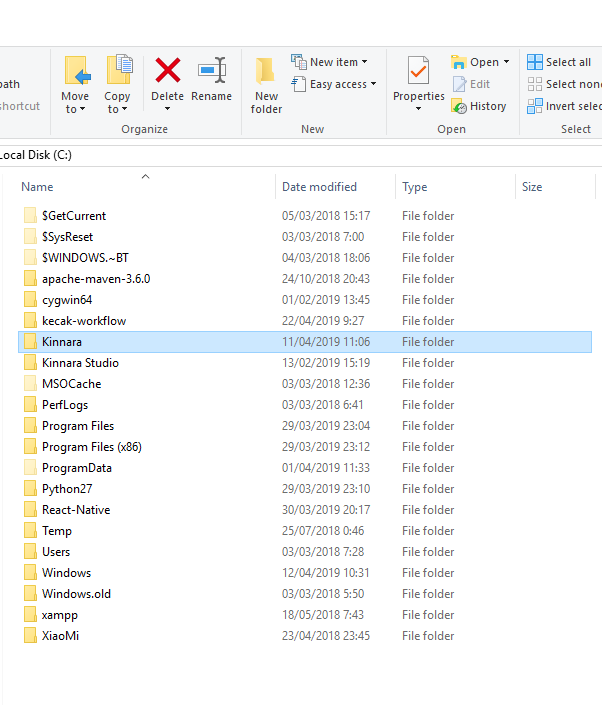 New item
Open
Select all
path
Easy access
Edit
Select none
shortcut
Move to
Copy to
Delete
Rename
New folder
Properties
History
Invert selec
Organize
New
Open
Select
Local Disk (C:)
Name Date modified Type Size
$GetCurrent 05/03/2018 15:17 File folder
$SysReset 03/03/2018 7:00 File folder
$WINDOWS.~BT 04/03/2018 18:06 File folder
apache-maven-3.6.0 24/10/2018 20:43 File folder
cygwin64 01/02/2019 13:45 File folder
kecak-workflow 22/04/2019 9:27 File folder
Kinnara 11/04/2019 11:06 File folder
Kinnara Studio 13/02/2019 15:19 File folder
MSOCache 03/03/2018 12:36 File folder
PerfLogs 03/03/2018 6:41 File folder
Program Files 29/03/2019 23:04 File folder
Program Files (x86) 29/03/2019 23:12 File folder
ProgramData 01/04/2019 11:33 File folder
Python27 29/03/2019 23:10 File folder
React-Native 30/03/2019 20:17 File folder
Temp 25/07/2018 0:46 File folder
Users 03/03/2018 7:28 File folder
Windows 12/04/2019 10:31 File folder
Windows.old 03/03/2018 5:50 File folder
xampp 18/05/2018 7:43 File folder
XiaoMi 23/04/2018 23:45 File folder